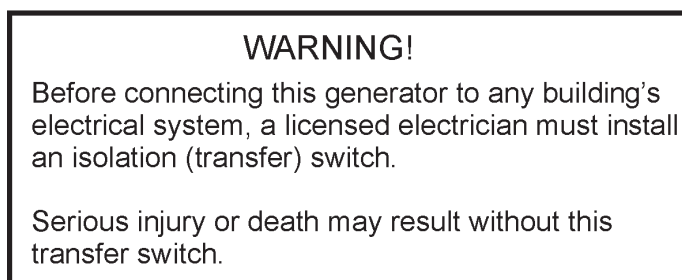 WARNING!
Before connecting this generator to any building's
electrical system, a licensed electrician must install
an isolation (transfer) switch.
Serious injury or death may result without this
transfer switch.